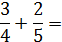 3/4 + 2/5 =